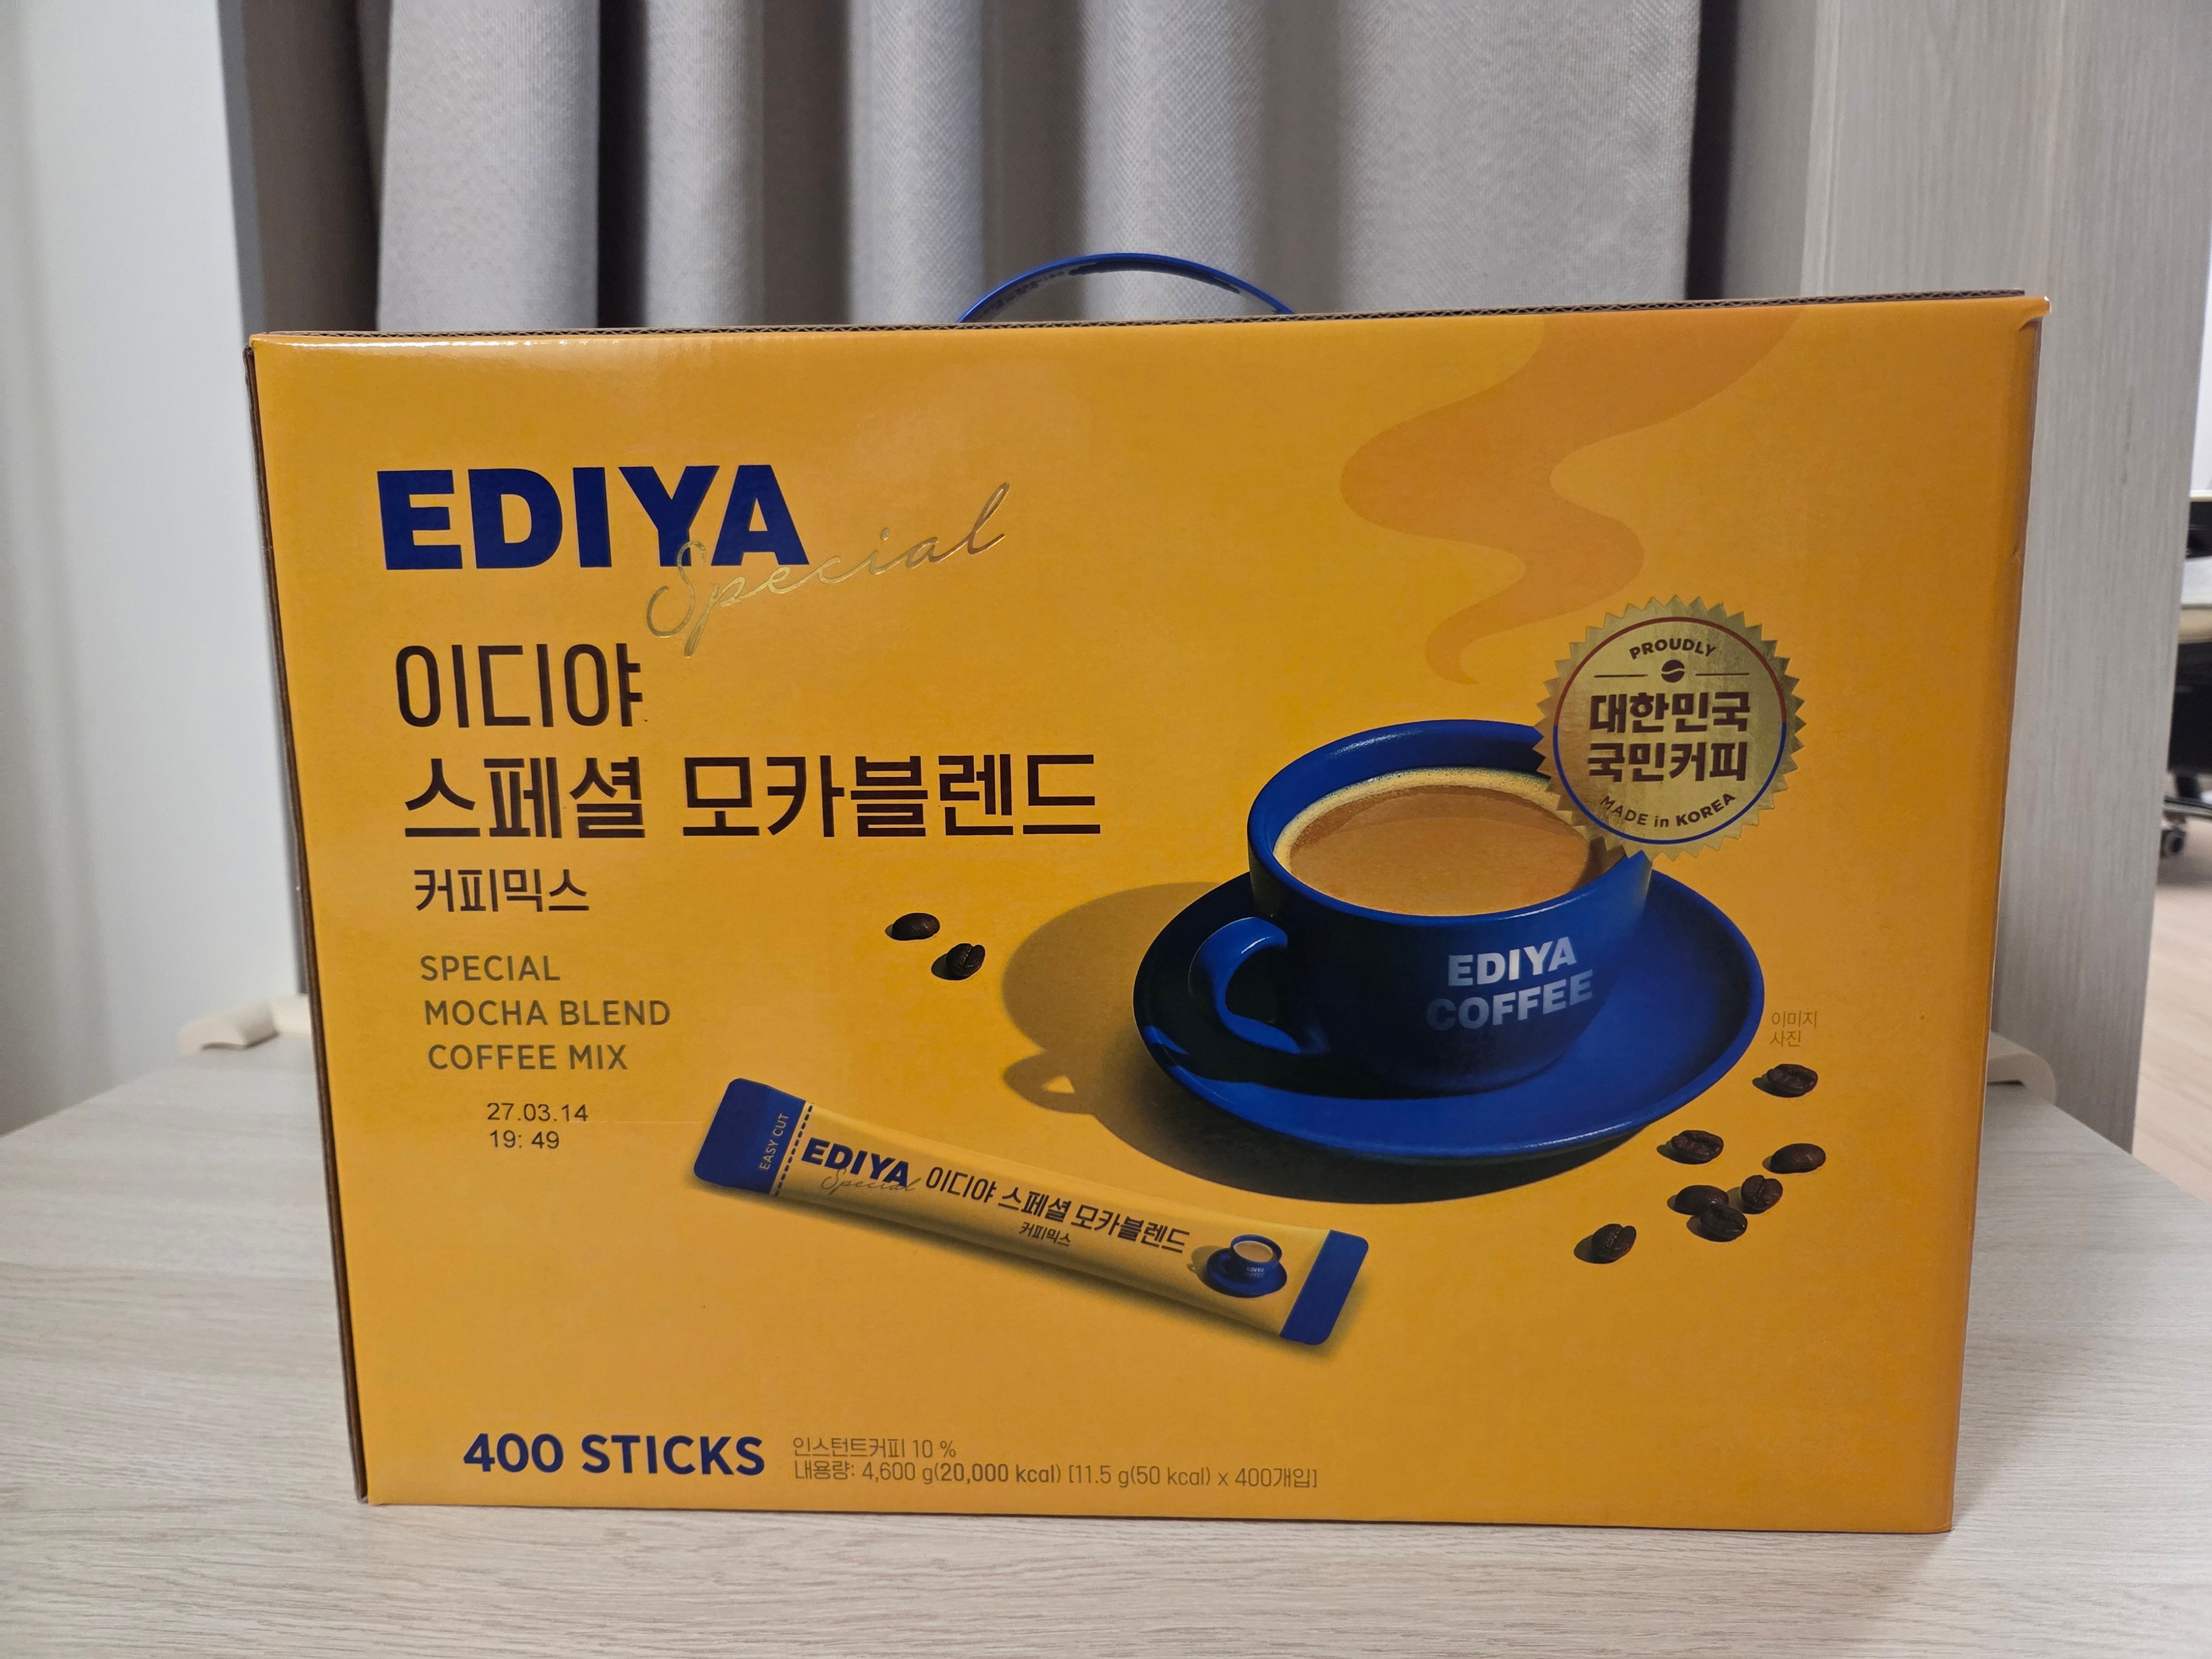 EDIYA
Special
이디야
스페셜 모카블렌드
커피믹스
SPECIAL
MOCHA BLEND
COFFEE MIX
27.03.14
19: 49
PROUDLY
대한민국
국민커피
MADE in KOREA
EDIYA
COFFEE
이미지
사진
EASY CUT
EDIYA
Special
이디야 스페셜 모카블렌드
커피믹스
400 STICKS
인스턴트커피 10 %
내용량: 4,600 g(20,000 kcal) [11.5 g(50 kcal) x 400개입]